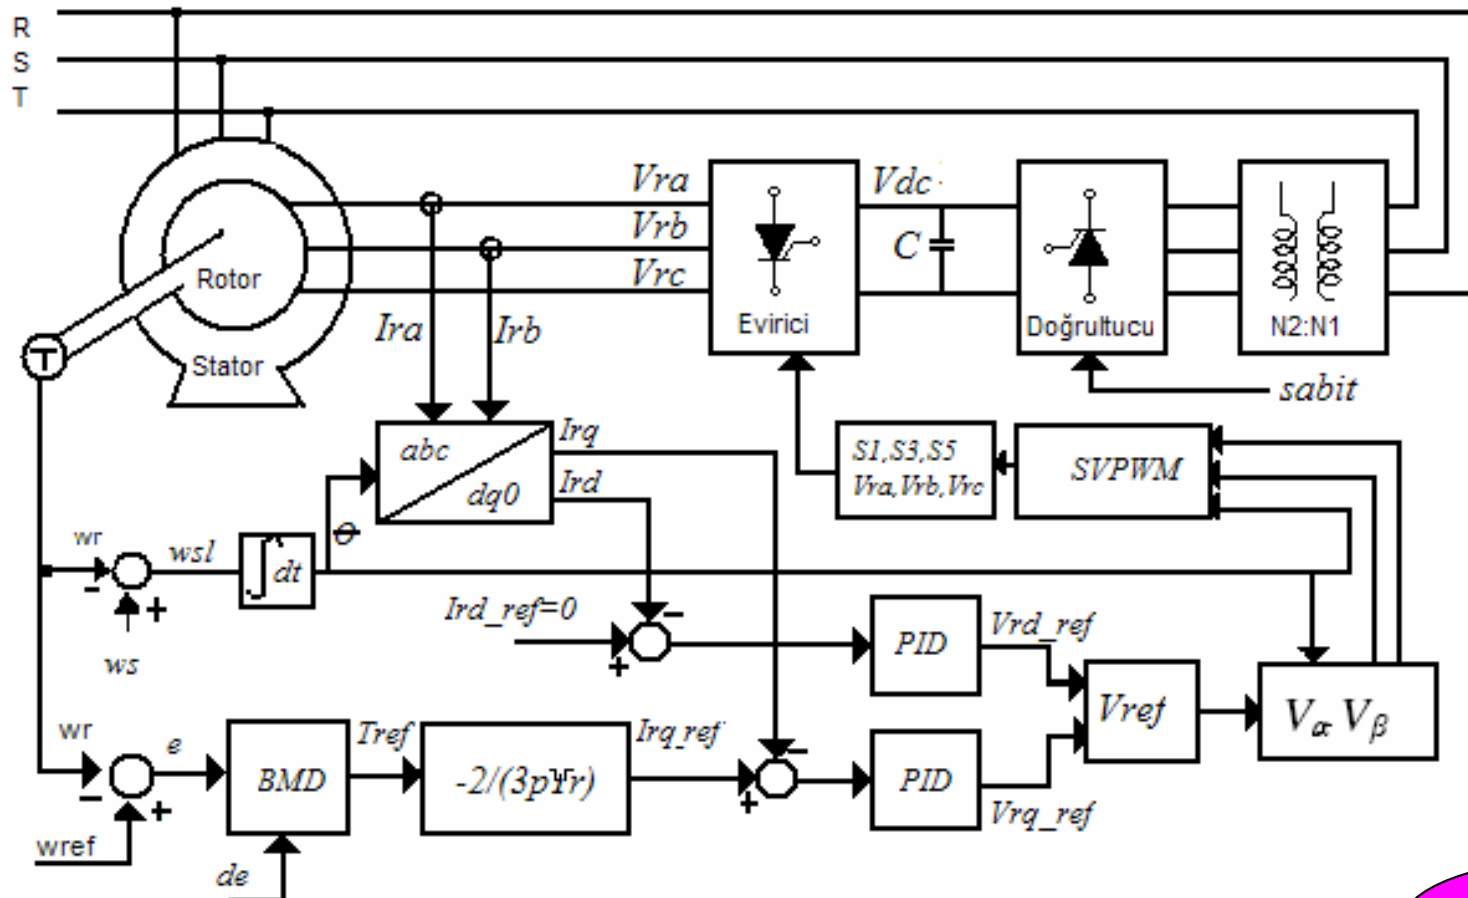 R
S
T
Vra
Vrb
Vrc
Vdc
C
Rotor
Stator
T
Ira
Irb
Evirici
Doğrultucu
N2:N1
sabit
abc
dq0
Irq
Ird
S1,S3,S5
Vra,Vrb,Vrc
SVPWM
wr
-
wsl
∫dt
θ
+
ws
Ird_ref=0
-
+
PID
Vrd_ref
Vref
Vα Vβ
wr
e
-
+
wref
BMD
de
Tref
-2/(3pΨr)
Irq_ref
-
+
PID
Vrq_ref